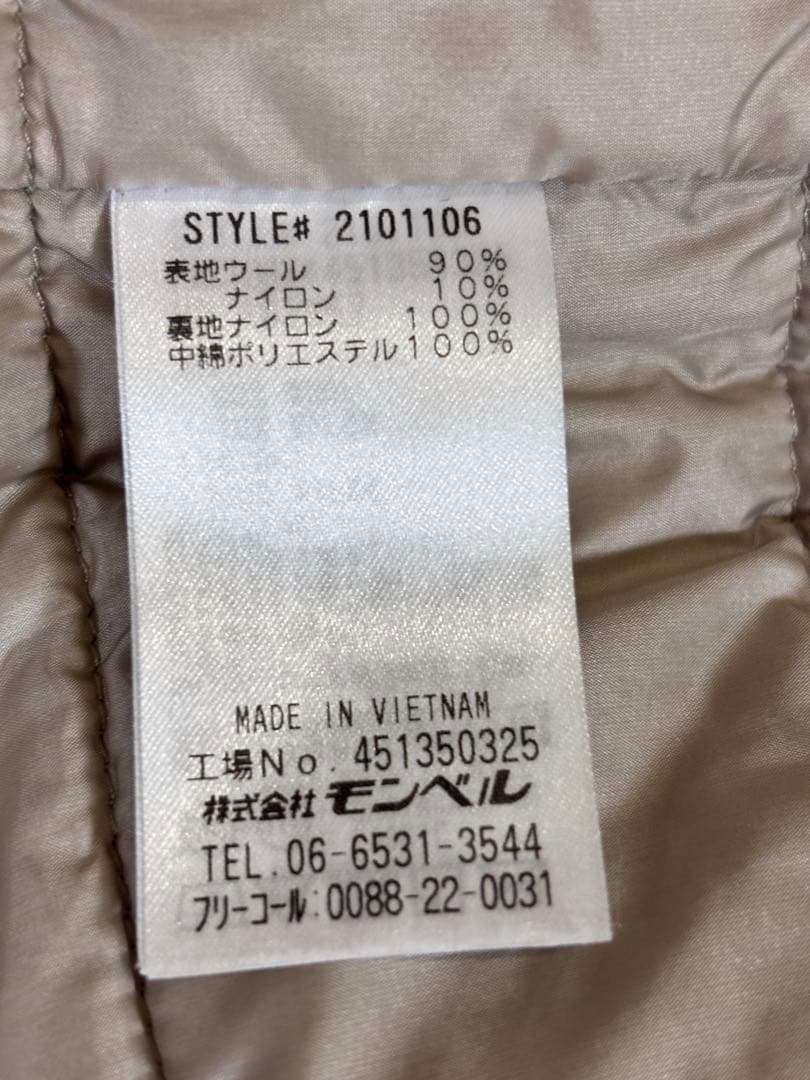 STYLE# 2101106
表地ウール 90%
ナイロン 10%
裏地ナイロン 100%
中綿ポリエステル100%
MADE IN VIETNAM
工場No. 451350325
株式会社 モンベル
TEL.06-6531-3544
フリーコール:0088-22-0031